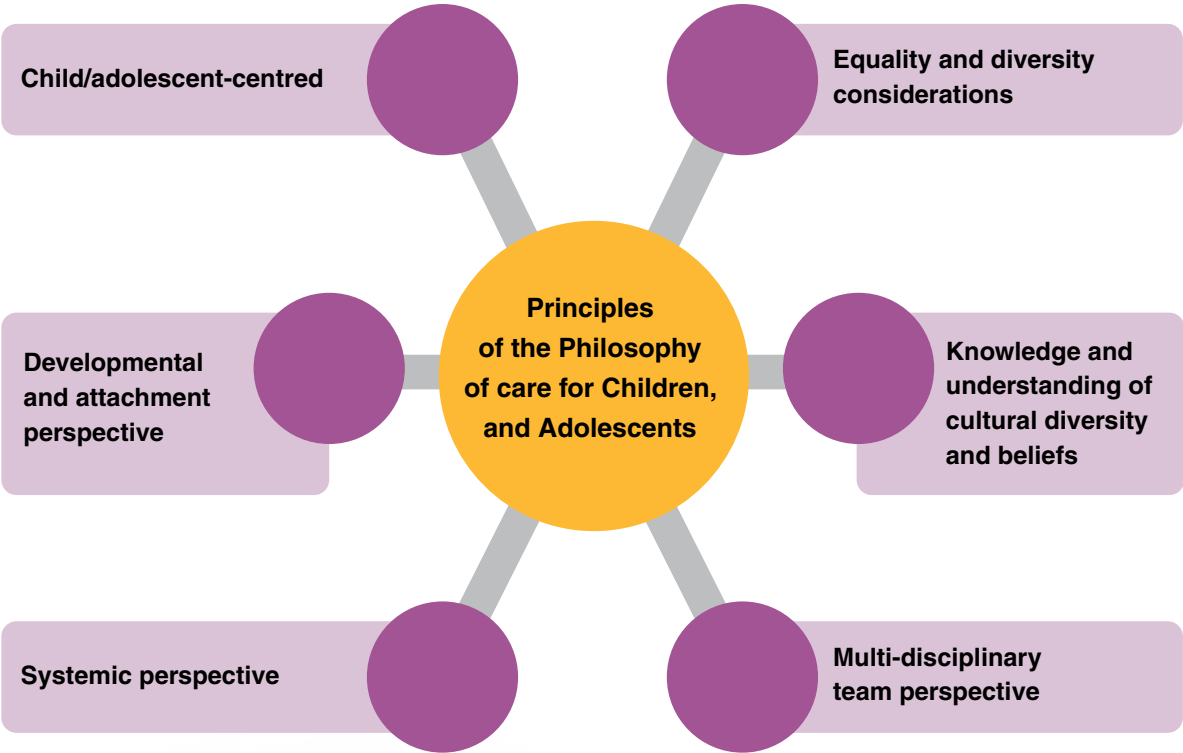 Child/adolescent-centred
Equality and diversity
considerations
Principles
of the Philosophy
of care for Children,
and Adolescents
Developmental
and attachment
perspective
Knowledge and
understanding of
cultural diversity
and beliefs
Systemic perspective
Multi-disciplinary
team perspective